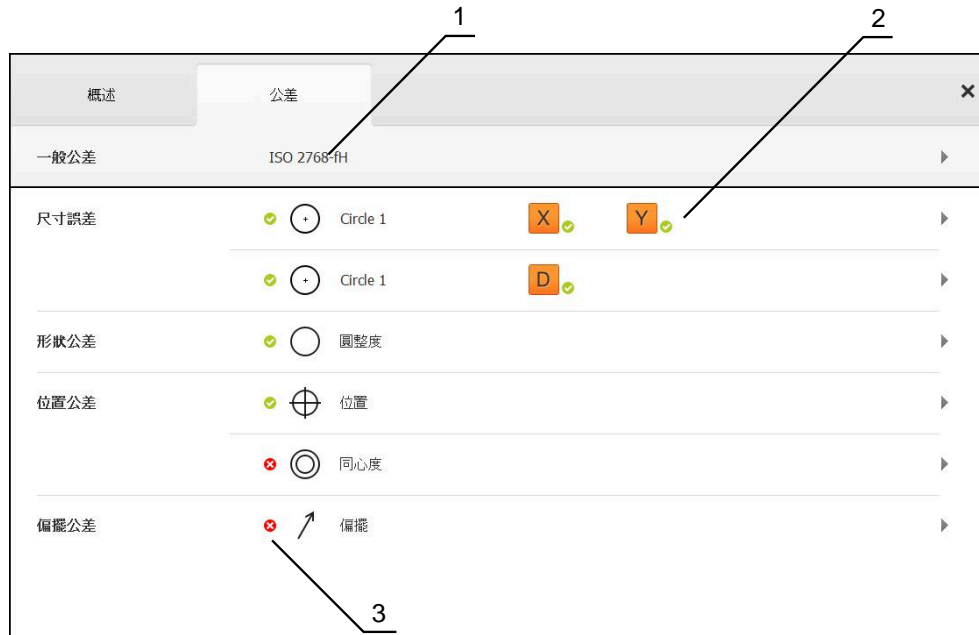 1
2
概述 公差
一般公差 ISO 2768-fH
尺寸誤差 Circle 1 X Y
Circle 1 D
形狀公差 圓整度
位置公差 位置
同心度
偏擺公差 偏擺
3